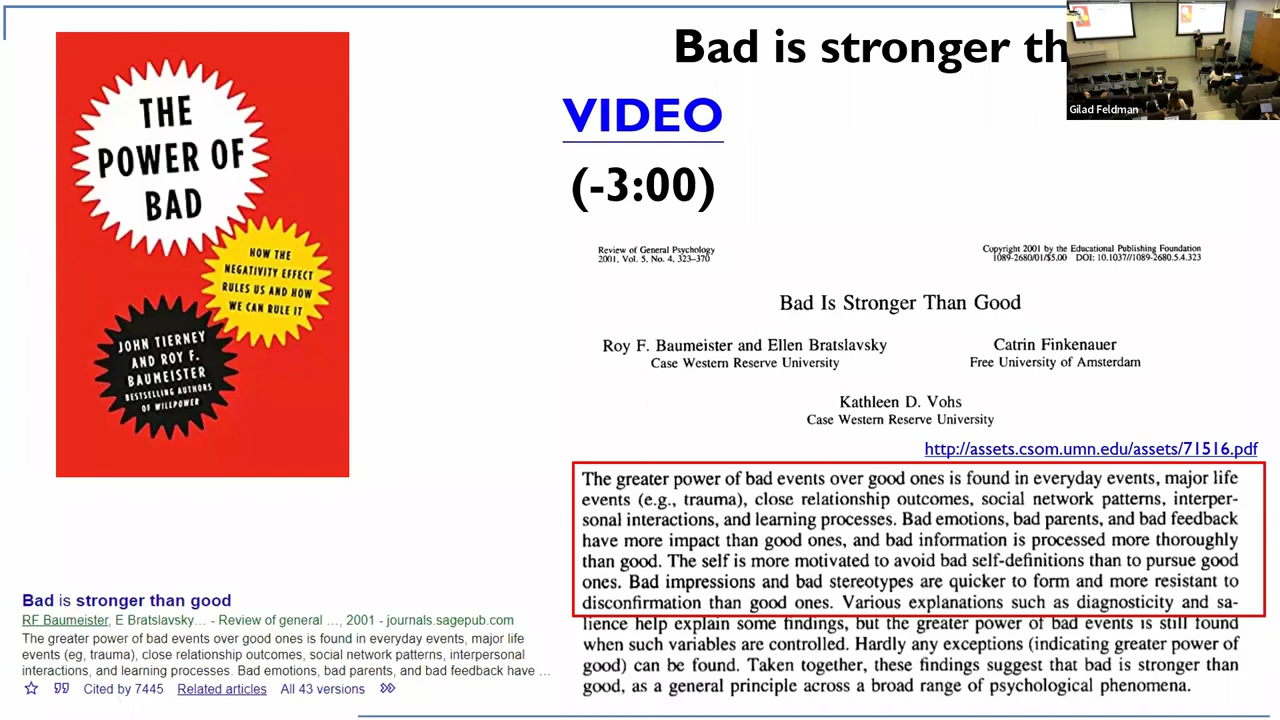 Bad is stronger th
Gilad Feldman
VIDEO
(-3:00)
THE
POWER OF
BAD
HOW THE
NEGATIVITY EFFECT
RULES US AND HOW
WE CAN RULE IT
JOHN TIERNEY
AND ROY F.
BAUMEISTER
BESTSELLING AUTHORS
OF WILLPOWER
Review of General Psychology
2001, Vol. 5, No. 4, 323–370
Copyright 2001 by the Educational Publishing Foundation
1089-2680/01/$5.00 DOI: 10.1037//1089-2680.5.4.323
Bad Is Stronger Than Good
Roy F. Baumeister and Ellen Bratslavsky
Case Western Reserve University
Catrin Finkenauer
Free University of Amsterdam
Kathleen D. Vohs
Case Western Reserve University
http://assets.csom.umn.edu/assets/71516.pdf
The greater power of bad events over good ones is found in everyday events, major life
events (e.g., trauma), close relationship outcomes, social network patterns, interper-
sonal interactions, and learning processes. Bad emotions, bad parents, and bad feedback
have more impact than good ones, and bad information is processed more thoroughly
than good. The self is more motivated to avoid bad self-definitions than to pursue good
ones. Bad impressions and bad stereotypes are quicker to form and more resistant to
disconfirmation than good ones. Various explanations such as diagnosticity and sa-
lience help explain some findings, but the greater power of bad events is still found
when such variables are controlled. Hardly any exceptions (indicating greater power of
good) can be found. Taken together, these findings suggest that bad is stronger than
good, as a general principle across a broad range of psychological phenomena.
Bad is stronger than good
RF Baumeister, E Bratslavsky... - Review of general ..., 2001 - journals.sagepub.com
The greater power of bad events over good ones is found in everyday events, major life
events (eg, trauma), close relationship outcomes, social network patterns, interpersonal
interactions, and learning processes. Bad emotions, bad parents, and bad feedback have ...
Cited by 7445 Related articles All 43 versions